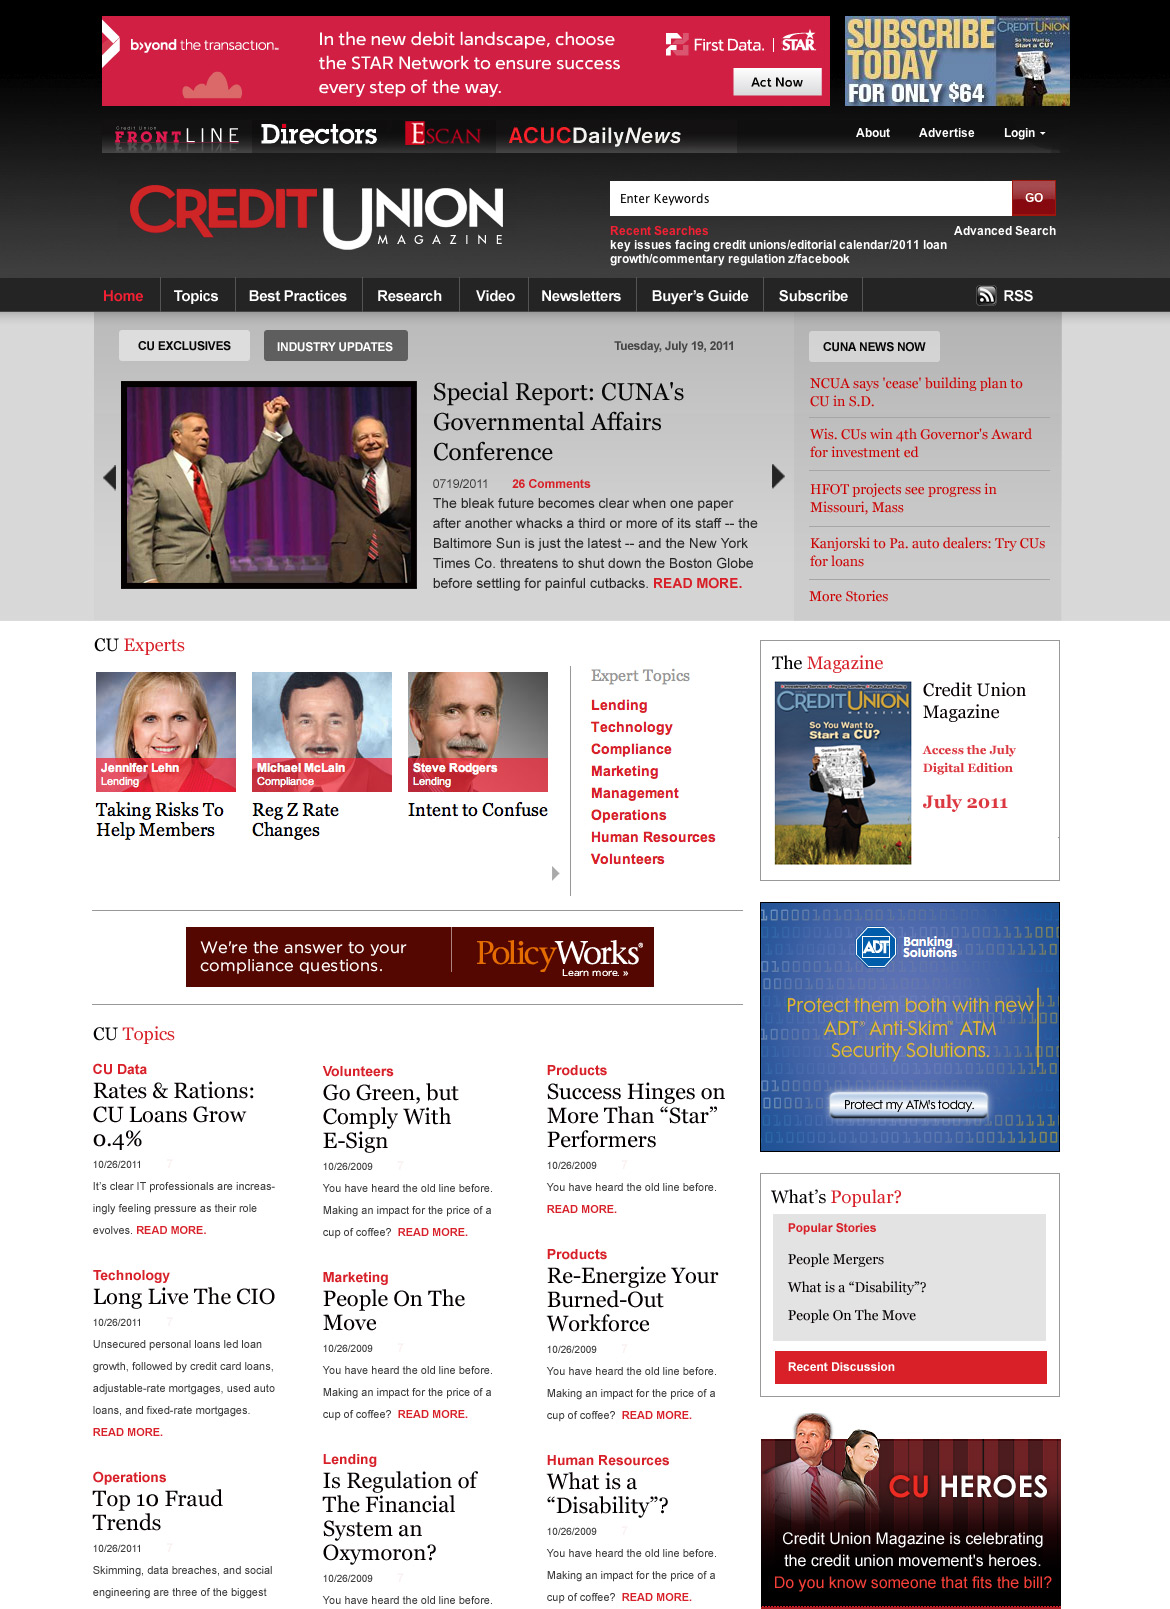 beyond the transaction.
In the new debit landscape, choose
the STAR Network to ensure success
every step of the way.
First Data. | STAR
Act Now
SUBSCRIBE
TODAY
FOR ONLY $64
CREDIT UNION
So You Want to
Start a CU?
Credit Union
FRONTLINE
Directors
ESCAN
ACUCDailyNews
About
Advertise
Login
CREDIT UNION
MAGAZINE
Enter Keywords
GO
Recent Searches
Advanced Search
key issues facing credit unions/editorial calendar/2011 loan
growth/commentary regulation z/facebook
Home
Topics
Best Practices
Research
Video
Newsletters
Buyer's Guide
Subscribe
RSS
CU EXCLUSIVES
INDUSTRY UPDATES
Tuesday, July 19, 2011
Special Report: CUNA's
Governmental Affairs
Conference
0719/2011
26 Comments
The bleak future becomes clear when one paper
after another whacks a third or more of its staff -- the
Baltimore Sun is just the latest -- and the New York
Times Co. threatens to shut down the Boston Globe
before settling for painful cutbacks. READ MORE.
CUNA NEWS NOW
NCUA says 'cease' building plan to
CU in S.D.
Wis. CUs win 4th Governor's Award
for investment ed
HFOT projects see progress in
Missouri, Mass
Kanjorski to Pa. auto dealers: Try CUs
for loans
More Stories
CU Experts
Jennifer Lehn
Lending
Taking Risks To
Help Members
Michael McLain
Compliance
Reg Z Rate
Changes
Steve Rodgers
Lending
Intent to Confuse
Expert Topics
Lending
Technology
Compliance
Marketing
Management
Operations
Human Resources
Volunteers
The Magazine
CREDIT UNION
MAGAZINE
So You Want to
Start a CU?
Getting Started
Credit Union
Magazine
Access the July
Digital Edition
July 2011
We're the answer to your
compliance questions.
PolicyWorks®
Learn more. »
ADT
Banking
Solutions
Protect them both with new
ADT® Anti-Skim™ ATM
Security Solutions.
Protect my ATM's today.
CU Topics
CU Data
Rates & Rations:
CU Loans Grow
0.4%
10/26/2011
It's clear IT professionals are increas-
ingly feeling pressure as their role
evolves. READ MORE.
Technology
Long Live The CIO
10/26/2011
Unsecured personal loans led loan
growth, followed by credit card loans,
adjustable-rate mortgages, used auto
loans, and fixed-rate mortgages.
READ MORE.
Operations
Top 10 Fraud
Trends
10/26/2011
Skimming, data breaches, and social
engineering are three of the biggest
Volunteers
Go Green, but
Comply With
E-Sign
10/26/2009
You have heard the old line before.
Making an impact for the price of a
cup of coffee? READ MORE.
Marketing
People On The
Move
10/26/2009
You have heard the old line before.
Making an impact for the price of a
cup of coffee? READ MORE.
Lending
Is Regulation of
The Financial
System an
Oxymoron?
10/26/2009
You have heard the old line before.
Products
Success Hinges on
More Than “Star”
Performers
10/26/2009
You have heard the old line before.
READ MORE.
Products
Re-Energize Your
Burned-Out
Workforce
10/26/2009
You have heard the old line before.
Making an impact for the price of a
cup of coffee? READ MORE.
Human Resources
What is a
“Disability”?
10/26/2009
You have heard the old line before.
Making an impact for the price of a
cup of coffee? READ MORE.
What's Popular?
Popular Stories
People Mergers
What is a “Disability”?
People On The Move
Recent Discussion
CU HEROES
Credit Union Magazine is celebrating
the credit union movement's heroes.
Do you know someone that fits the bill?